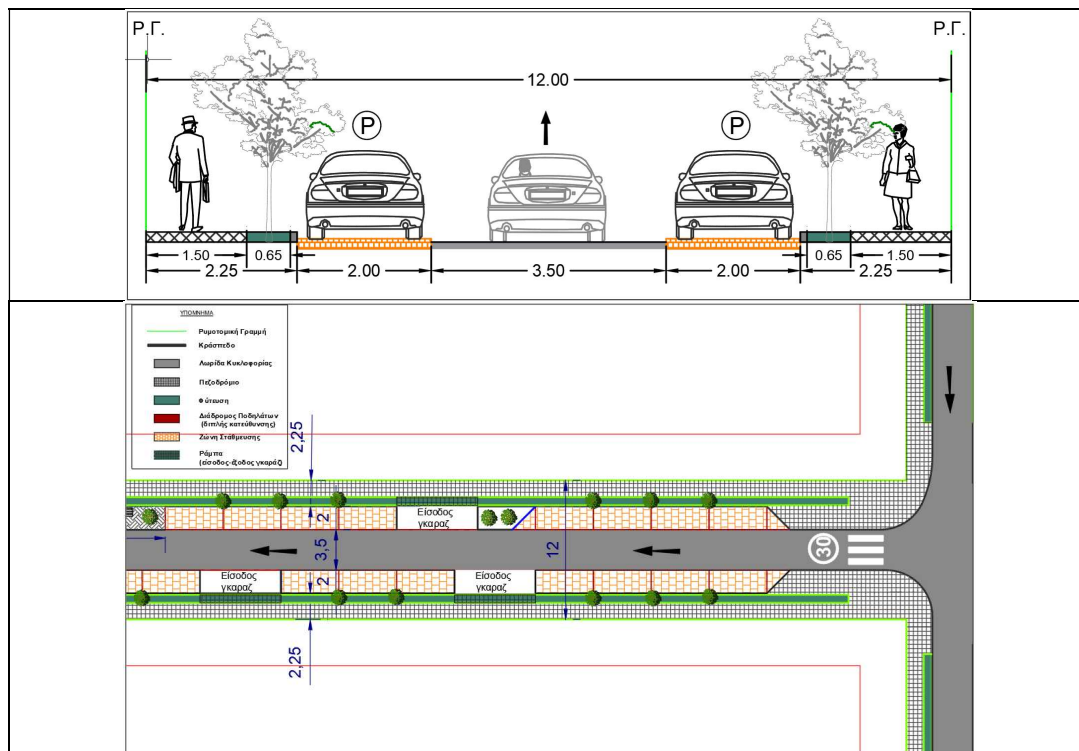 Ρ.Γ.
Ρ.Γ.
12.00
P
P
1.50
0.65
0.65
1.50
2.25
2.00
3.50
2.00
2.25
ΥΠΟΜΝΗΜΑ
Ρυμοτομική Γραμμή
Κράσπεδο
Λωρίδα Κυκλοφορίας
Πεζοδρόμιο
Φύτευση
Διάδρομος Ποδηλάτων
(διπλής κατεύθυνσης)
Ζώνη Στάθμευσης
Ράμπα
(είσοδος-έξοδος γκαράζ)
2,25
2
Είσοδος
γκαραζ
3,5
12
30
2
Είσοδος
γκαραζ
Είσοδος
γκαραζ
2,25